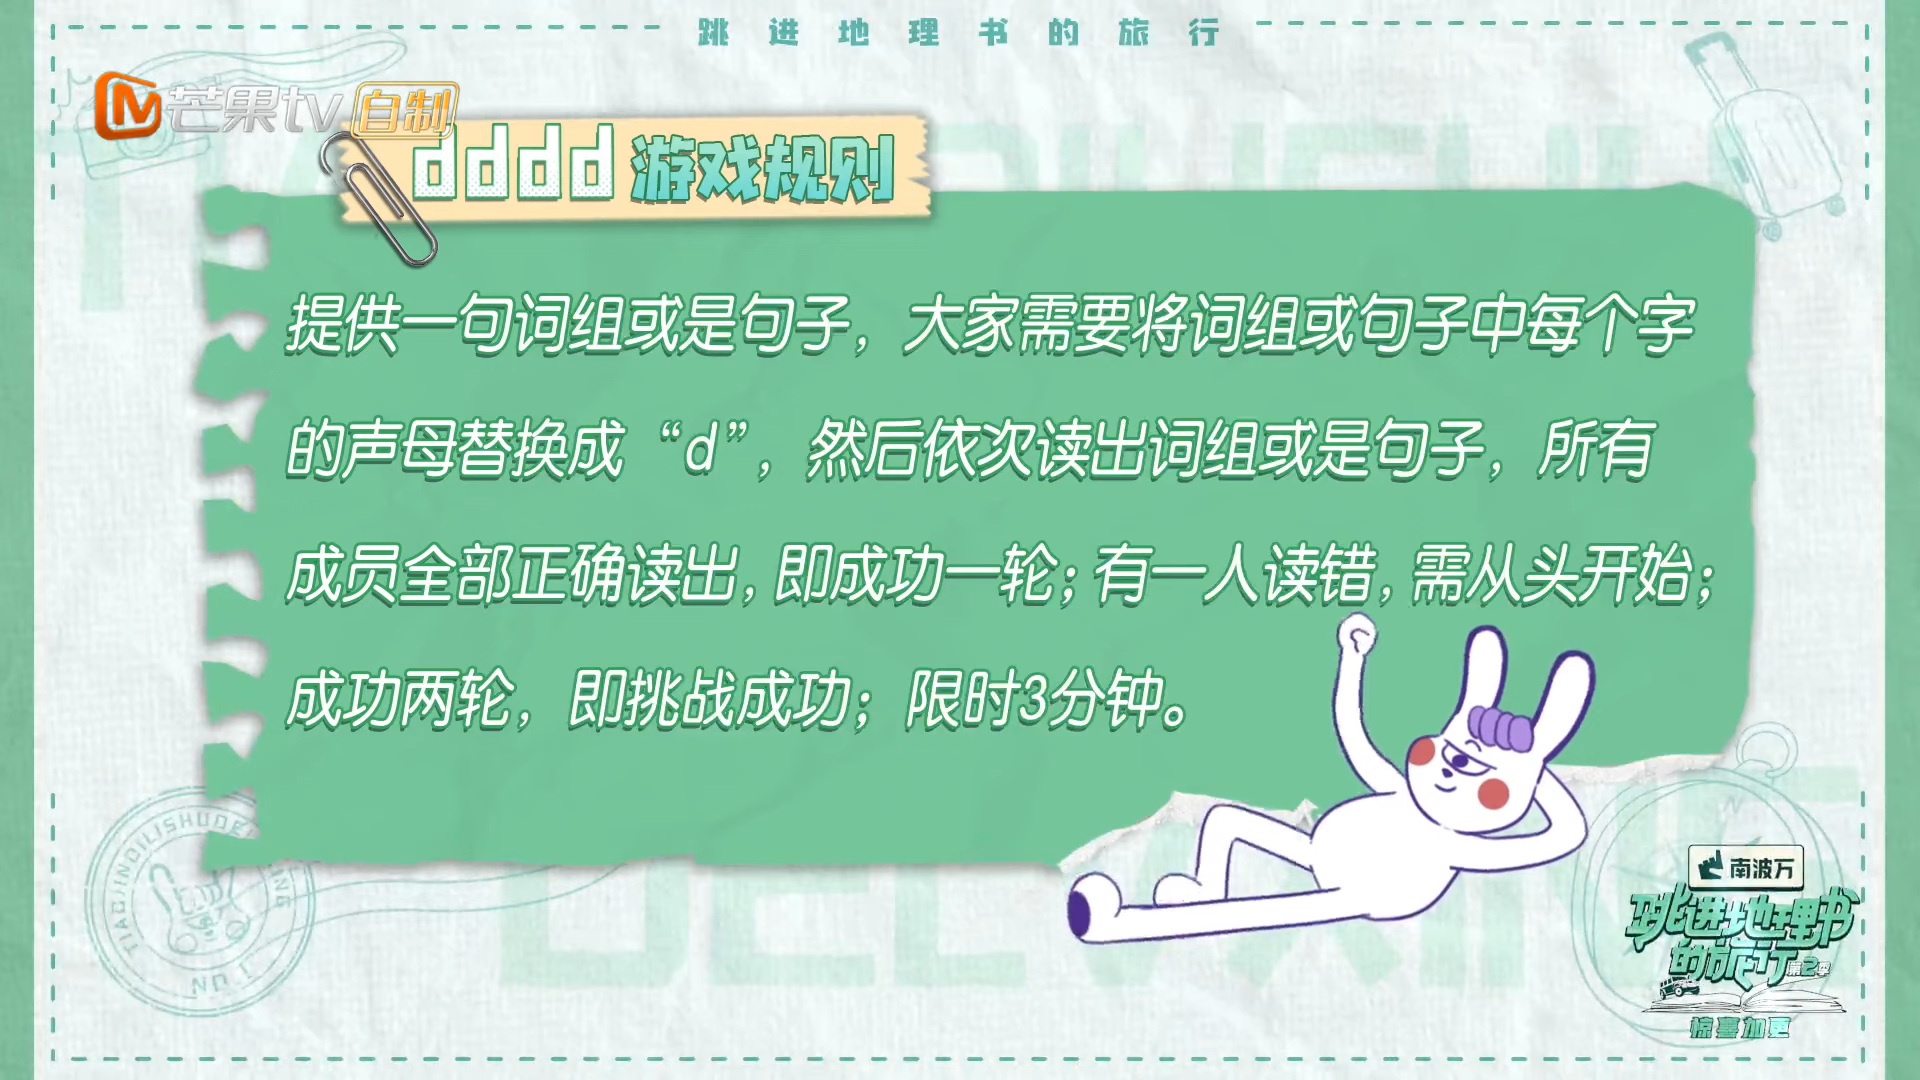 跳进地理书的旅行
芒果tv 自制
dddd 游戏规则
提供一句词组或是句子，大家需要将词组或句子中每个字
的声母替换成“d”，然后依次读出词组或是句子，所有
成员全部正确读出，即成功一轮；有一人读错，需从头开始；
成功两轮，即挑战成功；限时3分钟。
TIAOJINDILISHUDE
南波万
跳进地理书
的旅行 第2季
惊喜加更